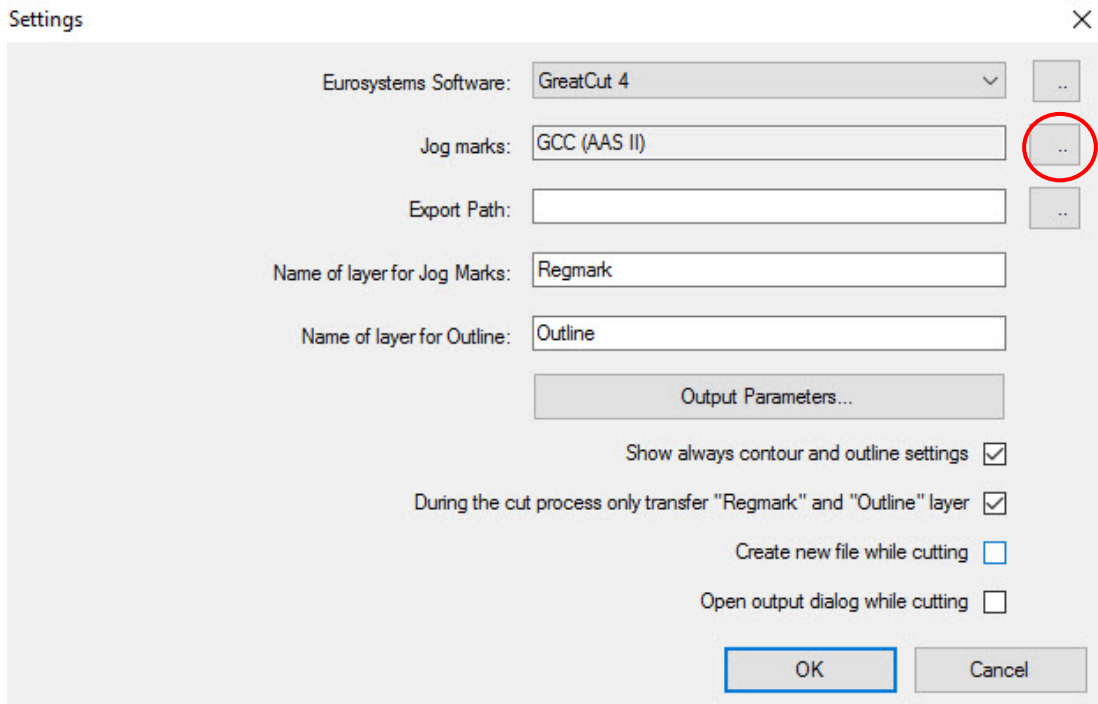 Settings
Eurosystems Software: GreatCut 4 ..
Jog marks: GCC (AAS II) ..
Export Path: ..
Name of layer for Jog Marks: Regmark
Name of layer for Outline: Outline
Output Parameters...
Show always contour and outline settings
During the cut process only transfer "Regmark" and "Outline" layer
Create new file while cutting
Open output dialog while cutting
OK Cancel